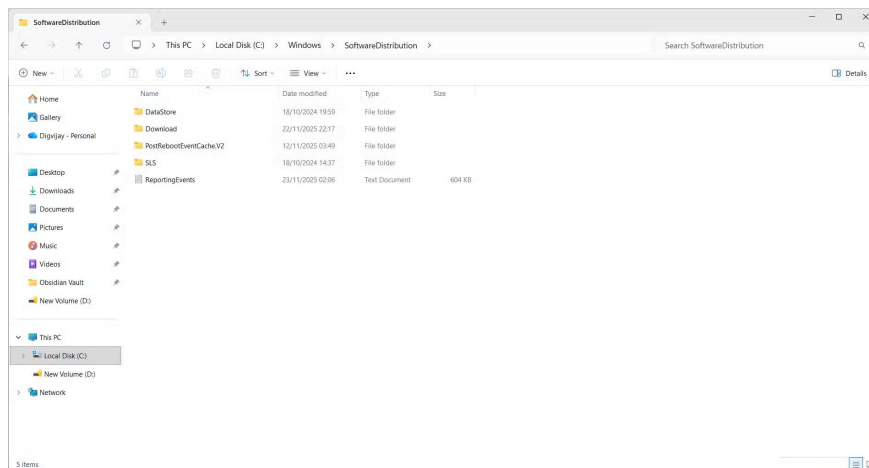 SoftwareDistribution
This PC > Local Disk (C:) > Windows > SoftwareDistribution >
Search SoftwareDistribution
New
Sort
View
Details
Name Date modified Type Size
DataStore 18/10/2024 19:59 File folder
Download 22/11/2025 22:17 File folder
PostRebootEventCache.V2 12/11/2025 03:49 File folder
SLS 18/10/2024 14:37 File folder
ReportingEvents 23/11/2025 02:06 Text Document 604 KB
Home
Gallery
Digvijay - Personal
Desktop
Downloads
Documents
Pictures
Music
Videos
Obsidian Vault
New Volume (D:)
This PC
Local Disk (C:)
New Volume (D:)
Network
5 items